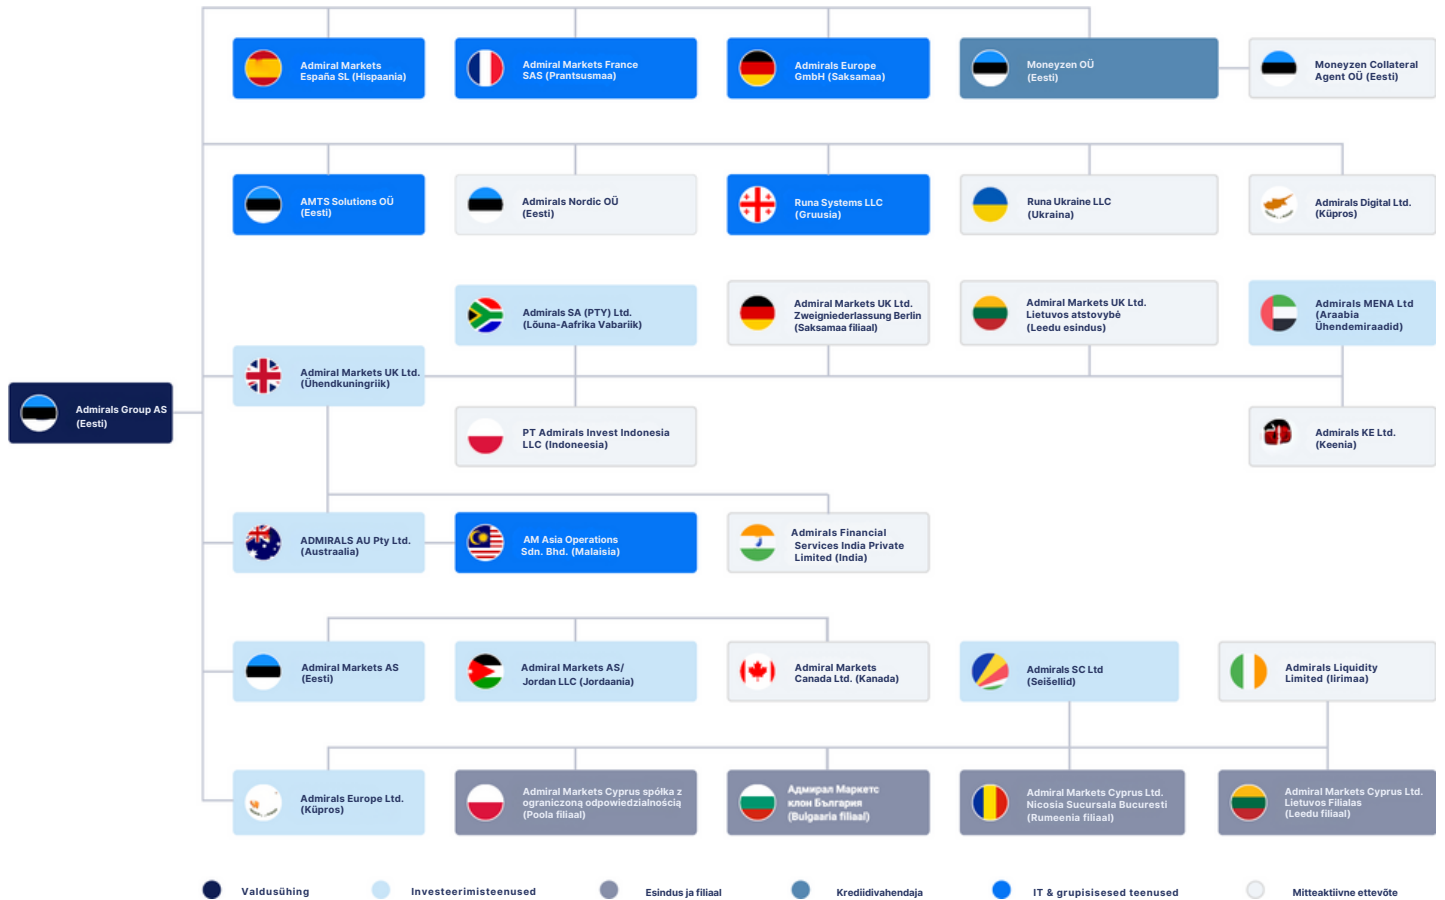 Admiral Markets
España SL (Hispaania)
Admiral Markets France
SAS (Prantsusmaa)
Admirals Europe
GmbH (Saksamaa)
Moneyzen OÜ
(Eesti)
Moneyzen Collateral
Agent OÜ (Eesti)
AMTS Solutions OÜ
(Eesti)
Admirals Nordic OÜ
(Eesti)
Runa Systems LLC
(Gruusia)
Runa Ukraine LLC
(Ukraina)
Admirals Digital Ltd.
(Küpros)
Admirals SA (PTY) Ltd.
(Lõuna-Aafrika Vabariik)
Admiral Markets UK Ltd.
Zweigniederlassung Berlin
(Saksamaa filiaal)
Admiral Markets UK Ltd.
Lietuvos atstovybė
(Leedu esindus)
Admirals MENA Ltd
(Araabia
Ühendemiraadid)
Admiral Markets UK Ltd.
(Ühendkuningriik)
Admirals Group AS
(Eesti)
PT Admirals Invest Indonesia
LLC (Indoneesia)
Admirals KE Ltd.
(Keenia)
ADMIRALS AU Pty Ltd.
(Austraalia)
AM Asia Operations
Sdn. Bhd. (Malaisia)
Admirals Financial
Services India Private
Limited (India)
Admiral Markets AS
(Eesti)
Admiral Markets AS/
Jordan LLC (Jordaania)
Admiral Markets
Canada Ltd. (Kanada)
Admirals SC Ltd
(Seišellid)
Admirals Liquidity
Limited (Iirimaa)
Admirals Europe Ltd.
(Küpros)
Admiral Markets Cyprus spółka z
ograniczoną odpowiedzialnością
(Poola filiaal)
Адмирал Маркетс
клон България
(Bulgaaria filiaal)
Admiral Markets Cyprus Ltd.
Nicosia Sucursala Bucuresti
(Rumeenia filiaal)
Admiral Markets Cyprus Ltd.
Lietuvos Filialas
(Leedu filiaal)
Valdusühing
Investeerimisteenused
Esindus ja filiaal
Krediidivahendaja
IT & grupisisesed teenused
Mitteaktiivne ettevõte